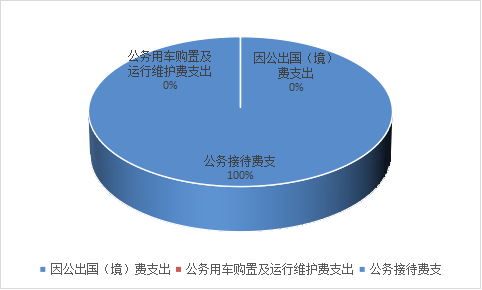 公务用车购置及
运行维护费支出
0%
因公出国（境）
费支出
0%
公务接待费支
100%
因公出国（境）费支出 公务用车购置及运行维护费支出 公务接待费支